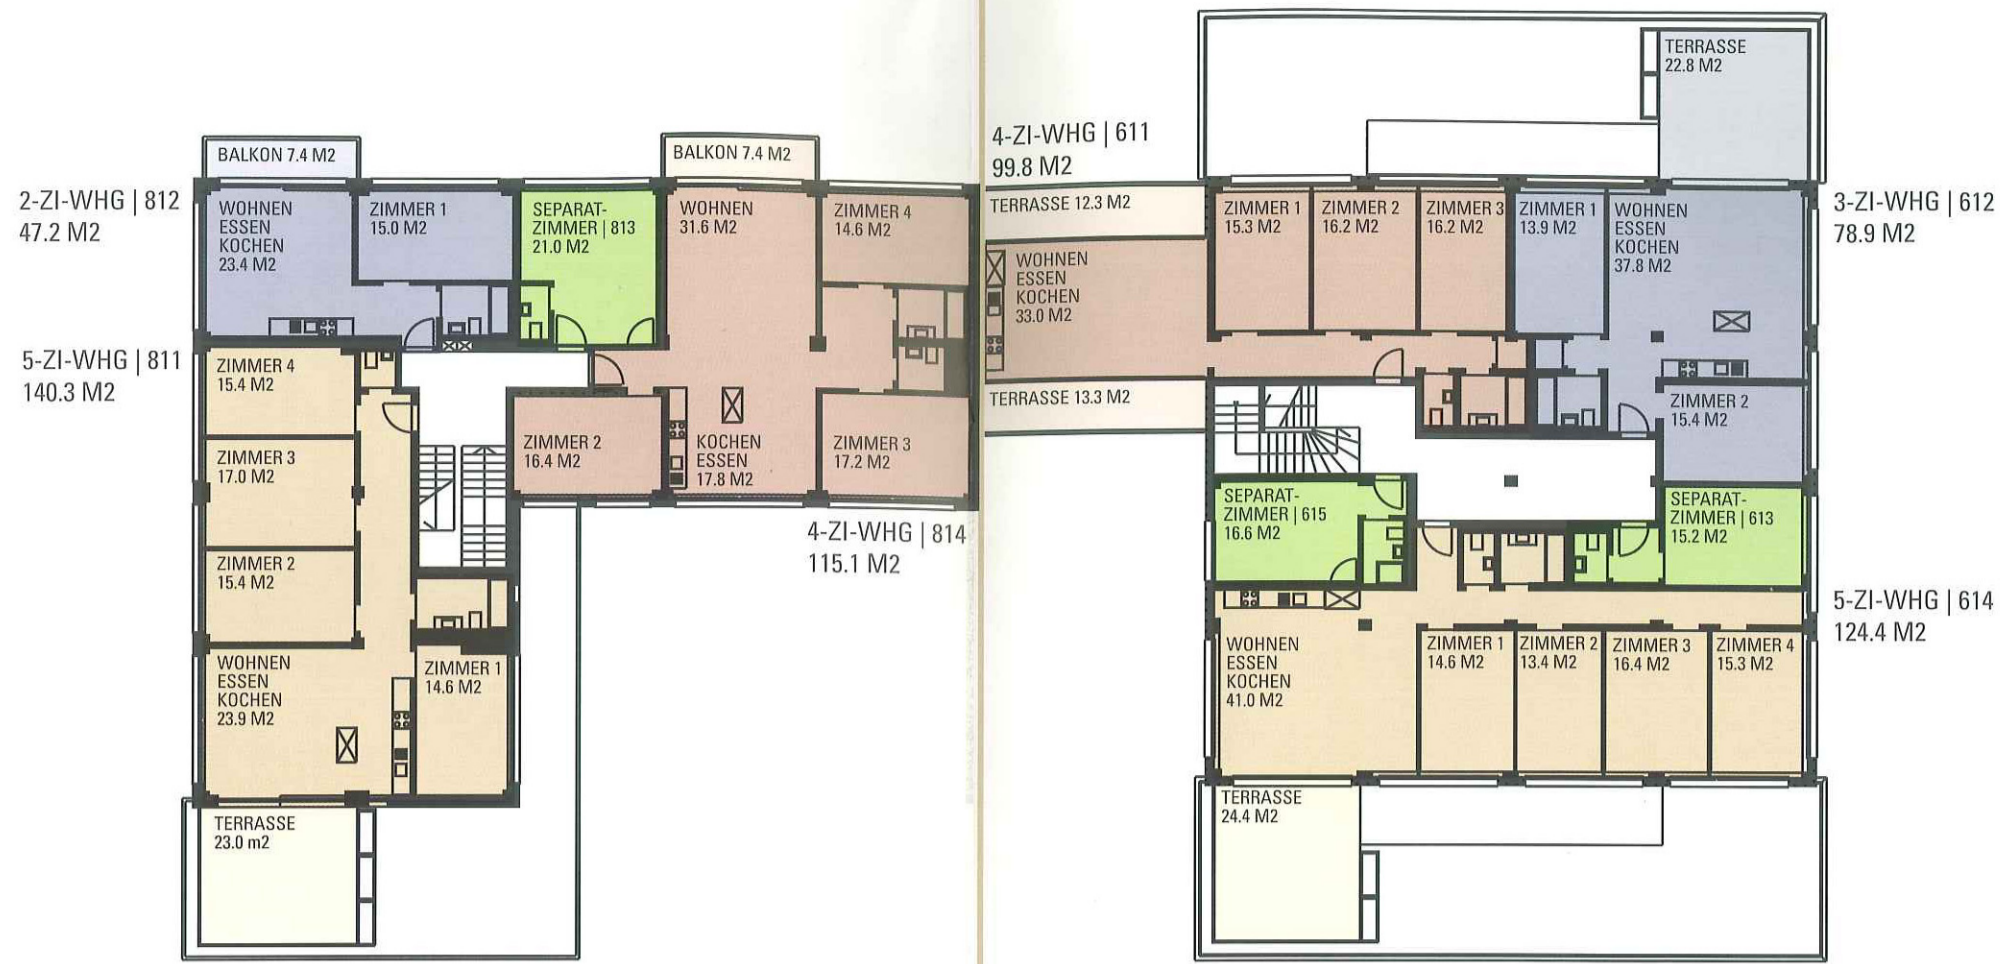 2-ZI-WHG | 812
47.2 M2
5-ZI-WHG | 811
140.3 M2
BALKON 7.4 M2
WOHNEN
ESSEN
KOCHEN
23.4 M2
ZIMMER 1
15.0 M2
SEPARAT-
ZIMMER | 813
21.0 M2
BALKON 7.4 M2
WOHNEN
31.6 M2
ZIMMER 4
14.6 M2
ZIMMER 4
15.4 M2
ZIMMER 3
17.0 M2
ZIMMER 2
15.4 M2
WOHNEN
ESSEN
KOCHEN
23.9 M2
ZIMMER 1
14.6 M2
TERRASSE
23.0 m2
ZIMMER 2
16.4 M2
KOCHEN
ESSEN
17.8 M2
ZIMMER 3
17.2 M2
4-ZI-WHG | 814
115.1 M2
4-ZI-WHG | 611
99.8 M2
TERRASSE 12.3 M2
WOHNEN
ESSEN
KOCHEN
33.0 M2
TERRASSE 13.3 M2
ZIMMER 1
15.3 M2
ZIMMER 2
16.2 M2
ZIMMER 3
16.2 M2
ZIMMER 1
13.9 M2
WOHNEN
ESSEN
KOCHEN
37.8 M2
TERRASSE
22.8 M2
3-ZI-WHG | 612
78.9 M2
ZIMMER 2
15.4 M2
SEPARAT-
ZIMMER | 615
16.6 M2
SEPARAT-
ZIMMER | 613
15.2 M2
5-ZI-WHG | 614
124.4 M2
WOHNEN
ESSEN
KOCHEN
41.0 M2
ZIMMER 1
14.6 M2
ZIMMER 2
13.4 M2
ZIMMER 3
16.4 M2
ZIMMER 4
15.3 M2
TERRASSE
24.4 M2